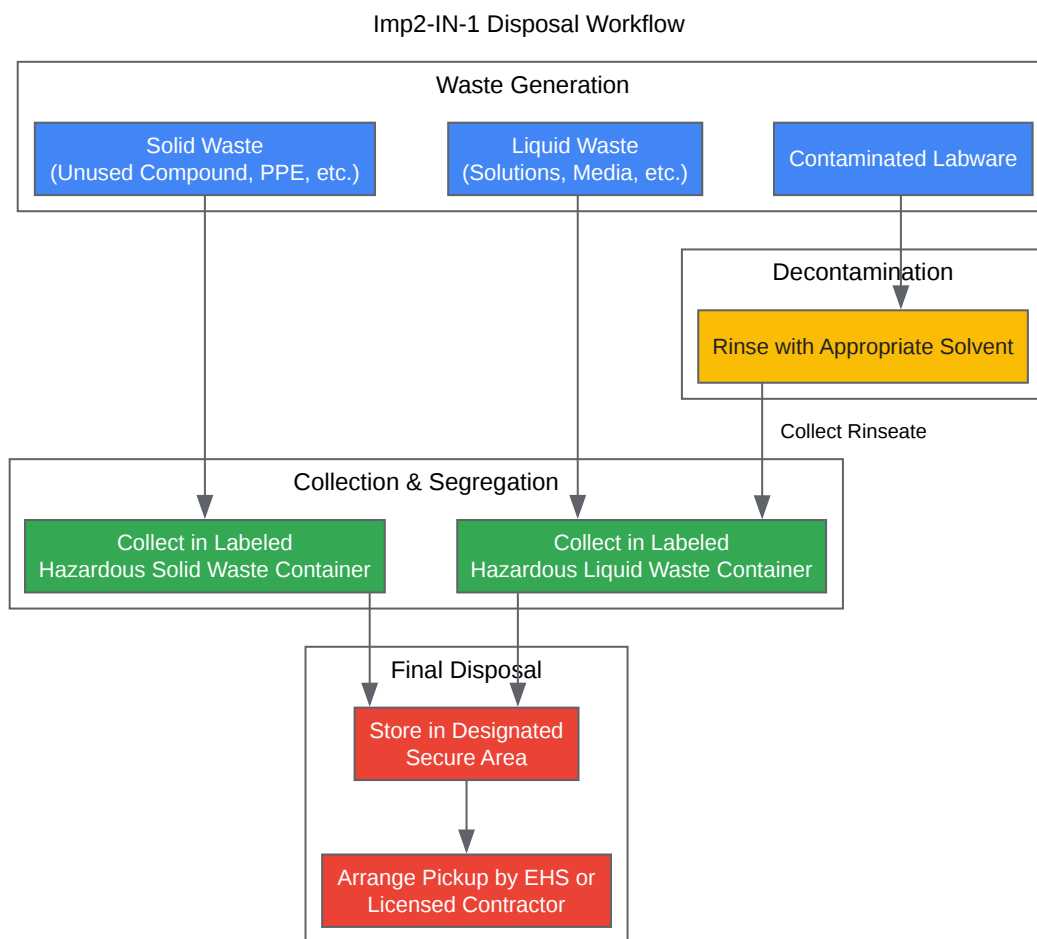 Imp2-IN-1 Disposal Workflow
Waste Generation
Solid Waste
(Unused Compound, PPE, etc.)
Liquid Waste
(Solutions, Media, etc.)
Contaminated Labware
Decontamination
Rinse with Appropriate Solvent
Collect Rinseate
Collection & Segregation
Collect in Labeled
Hazardous Solid Waste Container
Collect in Labeled
Hazardous Liquid Waste Container
Final Disposal
Store in Designated
Secure Area
Arrange Pickup by EHS or
Licensed Contractor